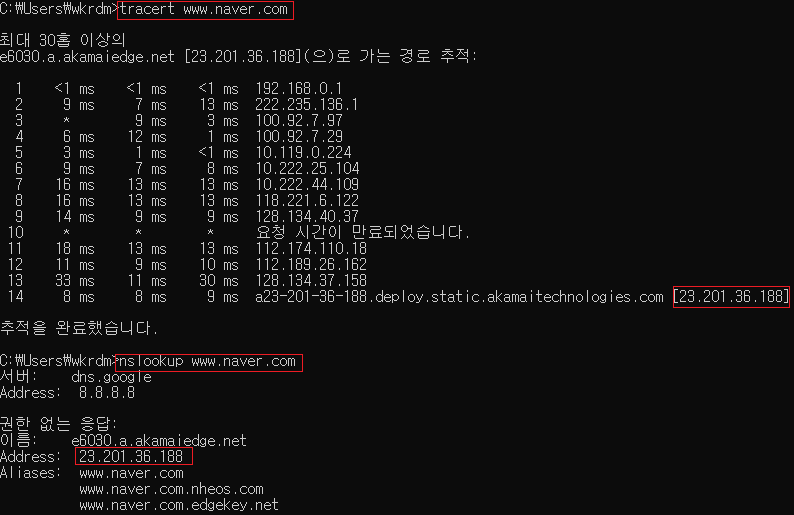 C:₩Users₩wkrdm>tracert www.naver.com
최대 30홉 이상의
e6030.a.akamaiedge.net [23.201.36.188](으)로 가는 경로 추적:
1 <1 ms <1 ms <1 ms 192.168.0.1
2 9 ms 7 ms 13 ms 222.235.136.1
3 * 9 ms 3 ms 100.92.7.97
4 6 ms 12 ms 1 ms 100.92.7.29
5 3 ms 1 ms <1 ms 10.119.0.224
6 9 ms 7 ms 8 ms 10.222.25.104
7 16 ms 13 ms 13 ms 10.222.44.109
8 16 ms 13 ms 13 ms 118.221.6.122
9 14 ms 9 ms 9 ms 128.134.40.37
10 * * * 요청 시간이 만료되었습니다.
11 18 ms 13 ms 13 ms 112.174.110.18
12 11 ms 9 ms 10 ms 112.189.26.162
13 33 ms 11 ms 30 ms 128.134.37.158
14 8 ms 8 ms 9 ms a23-201-36-188.deploy.static.akamaitechnologies.com [23.201.36.188]
추적을 완료했습니다.
C:₩Users₩wkrdm>nslookup www.naver.com
서버: dns.google
Address: 8.8.8.8
권한 없는 응답:
이름: e6030.a.akamaiedge.net
Address: 23.201.36.188
Aliases: www.naver.com
www.naver.com.nheos.com
www.naver.com.edgekey.net